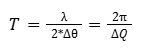 T = λ / 2*Δθ = 2π / ΔQ